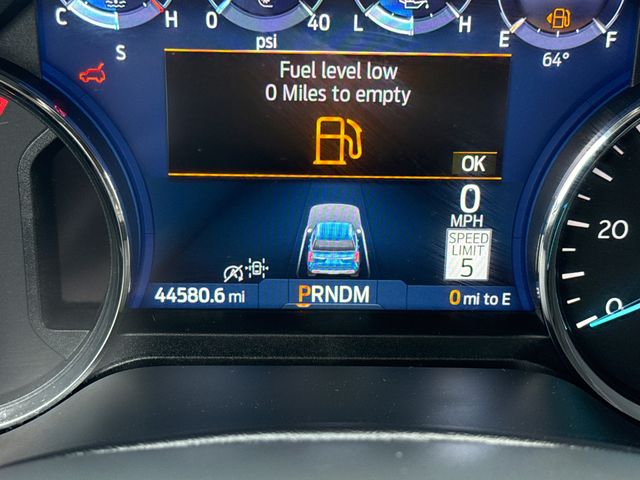 C H 0 40 L H E F
S psi 64°
Fuel level low
0 Miles to empty
OK
0
MPH
SPEED
LIMIT
5
20
0
44580.6 mi PRNDM 0 mi to E